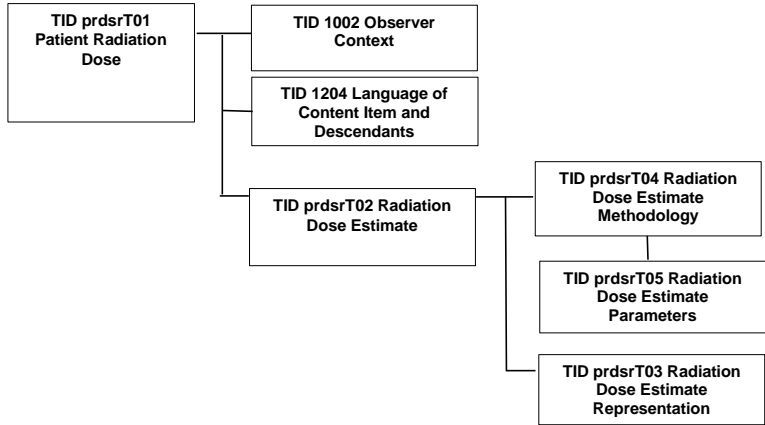 TID prdsrT01
Patient Radiation
Dose
TID 1002 Observer
Context
TID 1204 Language of
Content Item and
Descendants
TID prdsrT02 Radiation
Dose Estimate
TID prdsrT04 Radiation
Dose Estimate
Methodology
TID prdsrT05 Radiation
Dose Estimate
Parameters
TID prdsrT03 Radiation
Dose Estimate
Representation